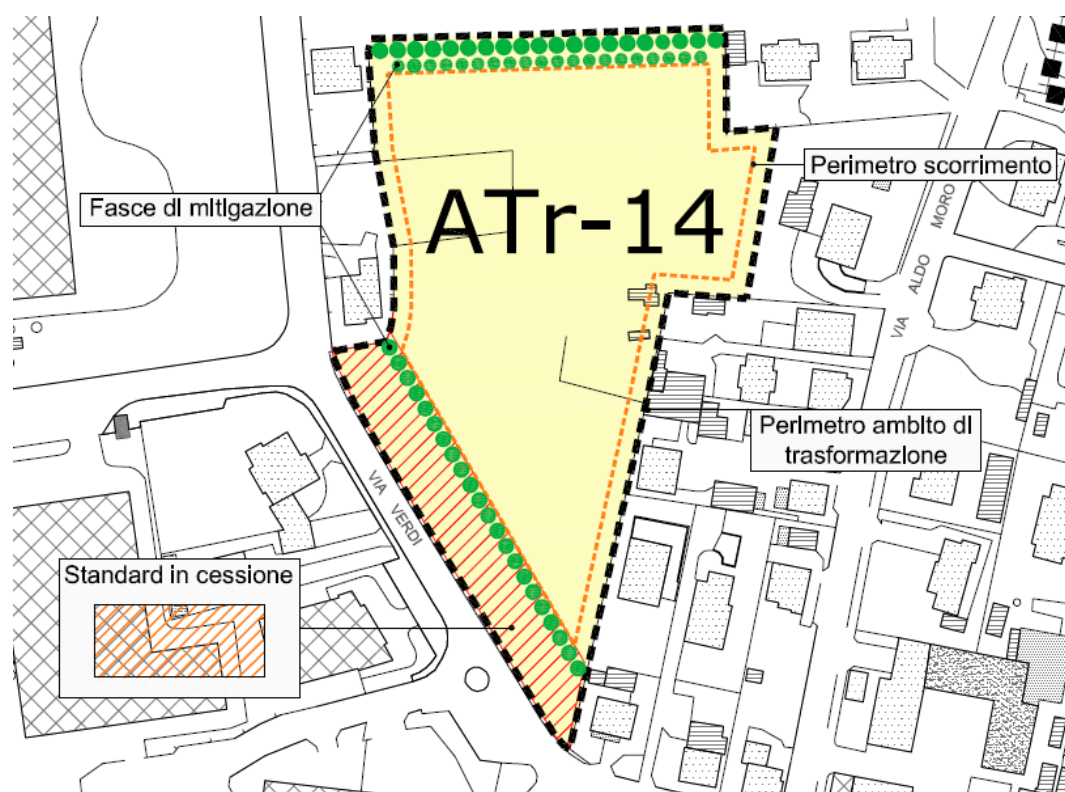 Perimetro scorrimento
Fasce di mitigazione
ATr-14
VIA ALDO MORO
Perimetro ambito di
trasformazione
VIA VERDI
Standard in cessione